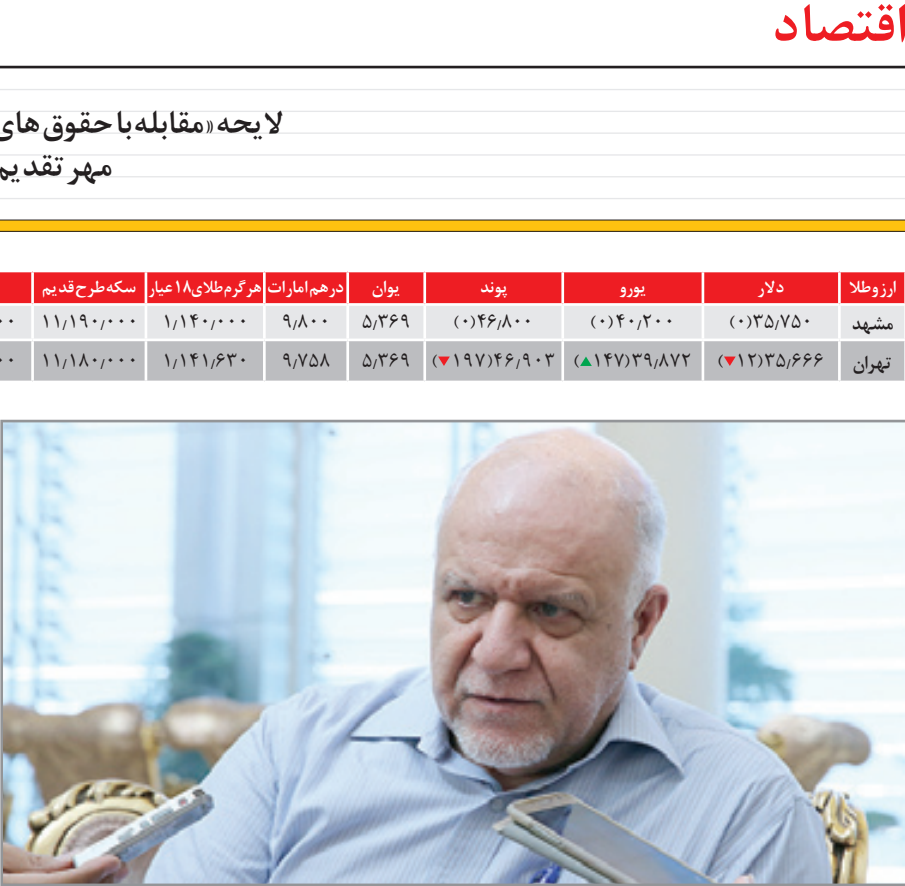 اقتصاد
لایحه «مقابله با حقوق های
مهر تقدیم
ارز و طلا دلار یورو پوند یوان درهم امارات هر گرم طلای ۱۸ عیار سکه طرح قدیم
مشهد ۳۵٫۷۵۰(۰) ۴۰٫۲۰۰(۰) ۴۶٫۸۰۰(۰) ۵٫۳۶۹ ۹٫۸۰۰ ۱٫۱۴۰٫۰۰۰ ۱۱٫۱۹۰٫۰۰۰
تهران ۳۵٫۶۶۶(۱۲▼) ۳۹٫۸۷۲(۱۴۷▲) ۴۶٫۹۰۳(۱۹۷▼) ۵٫۳۶۹ ۹٫۷۵۸ ۱٫۱۴۱٫۶۳۰ ۱۱٫۱۸۰٫۰۰۰